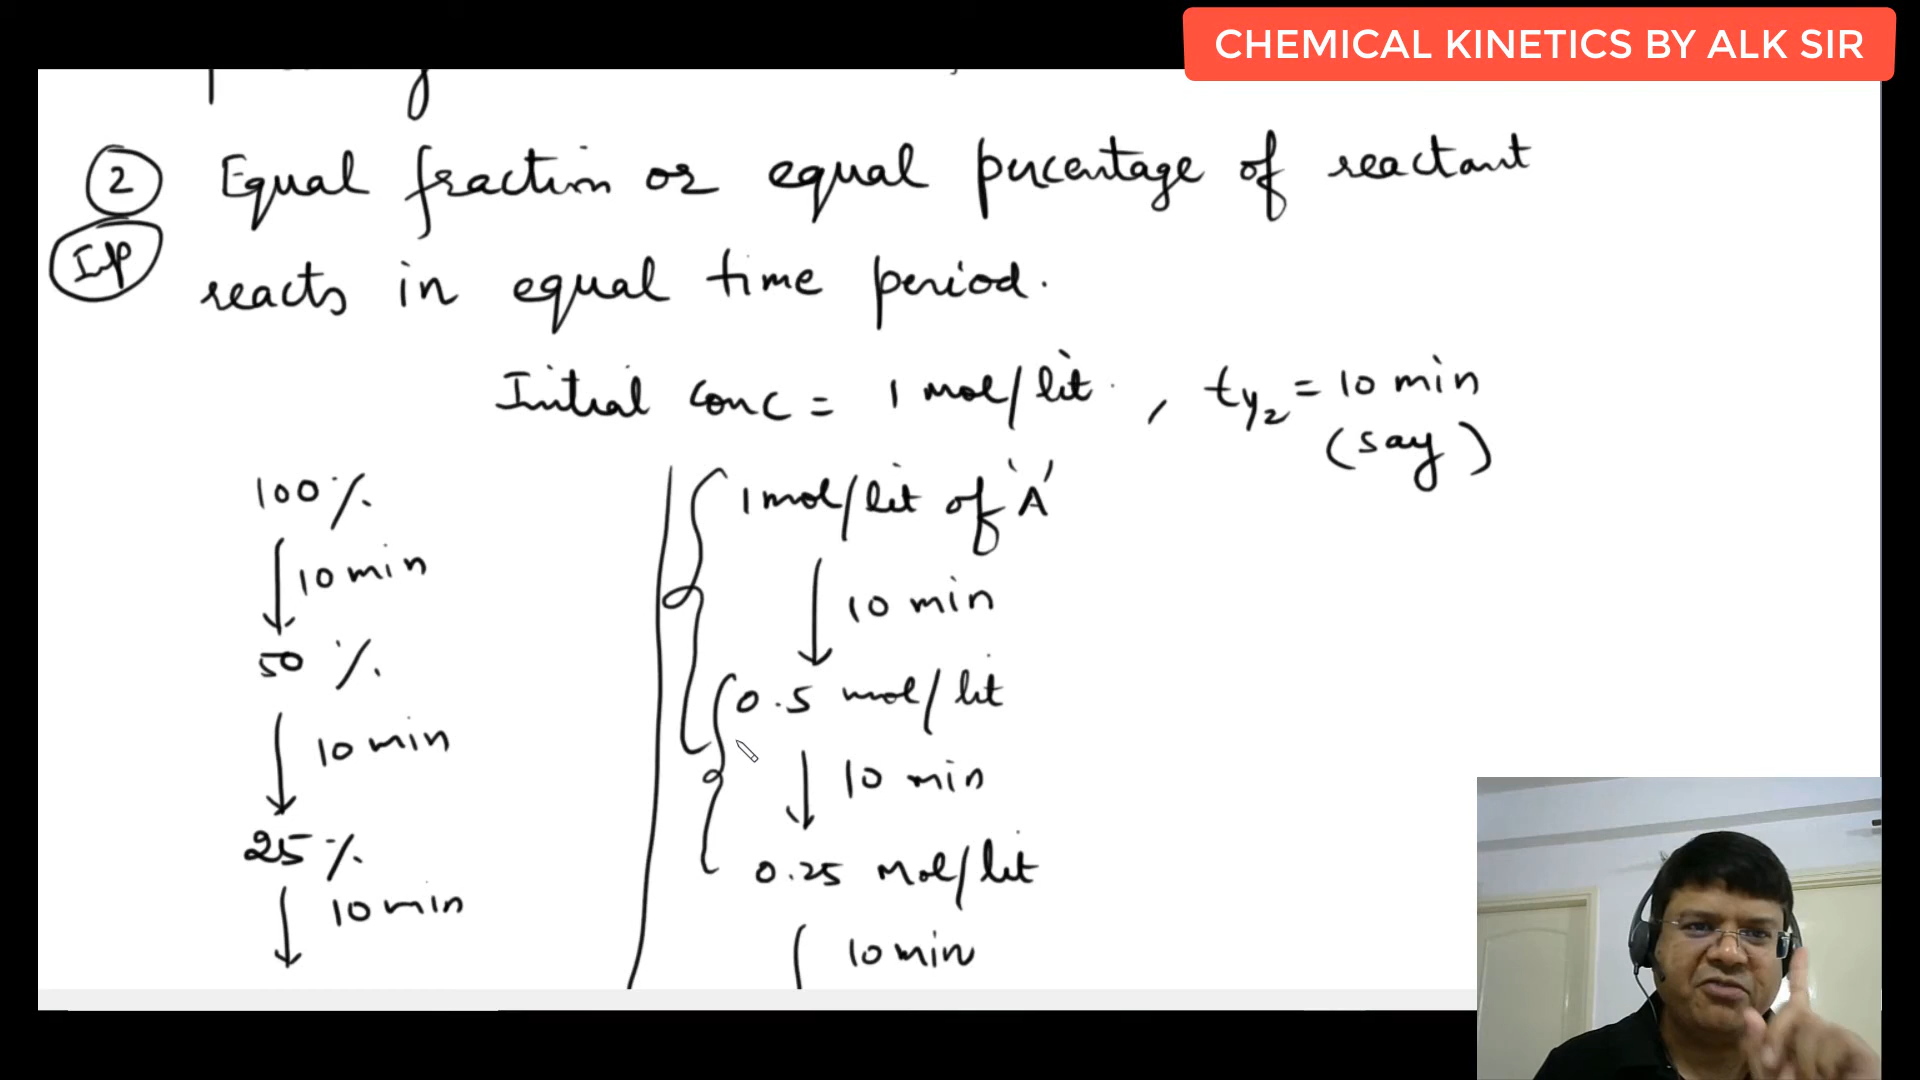 CHEMICAL KINETICS BY ALK SIR
2 Equal fraction or equal percentage of reactant
Imp
reacts in equal time period.
Initial conc = 1 mol/lit , t1/2 = 10 min
(say)
100 %
10 min
50 %
10 min
25 %
10 min
1 mol/lit of 'A'
10 min
0.5 mol/lit
10 min
0.25 mol/lit
10 min